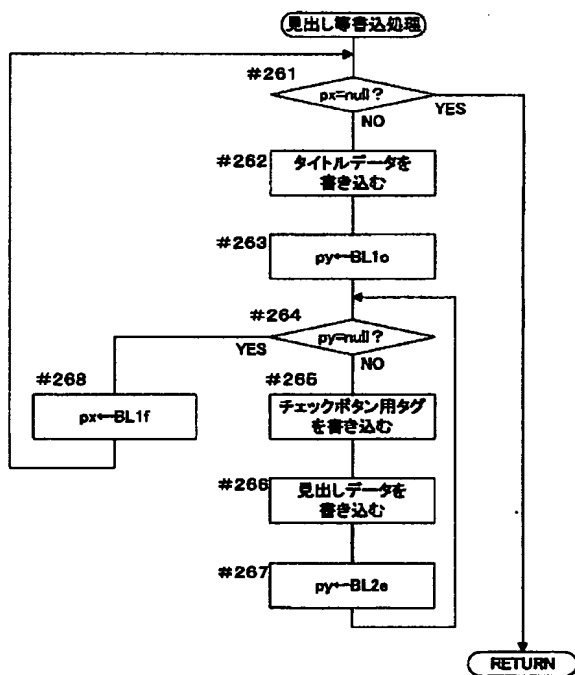 見出し等書込処理
#261
px=null?
YES
NO
#262
タイトルデータを
書き込む
#263
py←BL1c
#264
py=null?
YES
NO
#268
px←BL1f
#265
チェックボタン用タグ
を書き込む
#266
見出しデータを
書き込む
#267
py←BL2e
RETURN